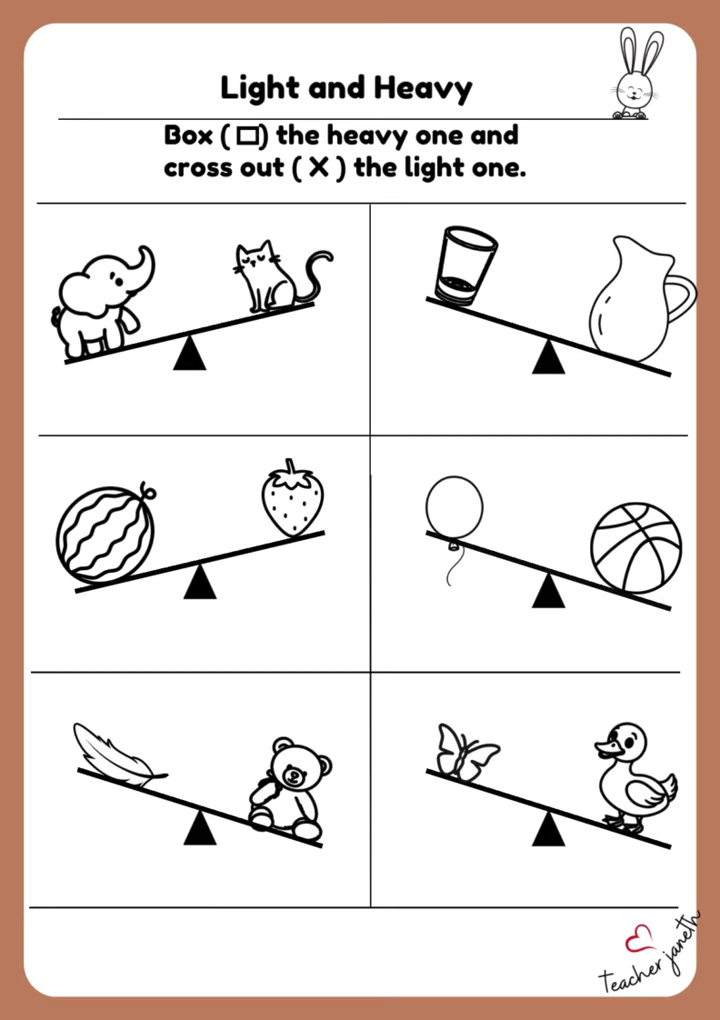 Light and Heavy
Box ( □) the heavy one and
cross out ( X ) the light one.
teacher janeth